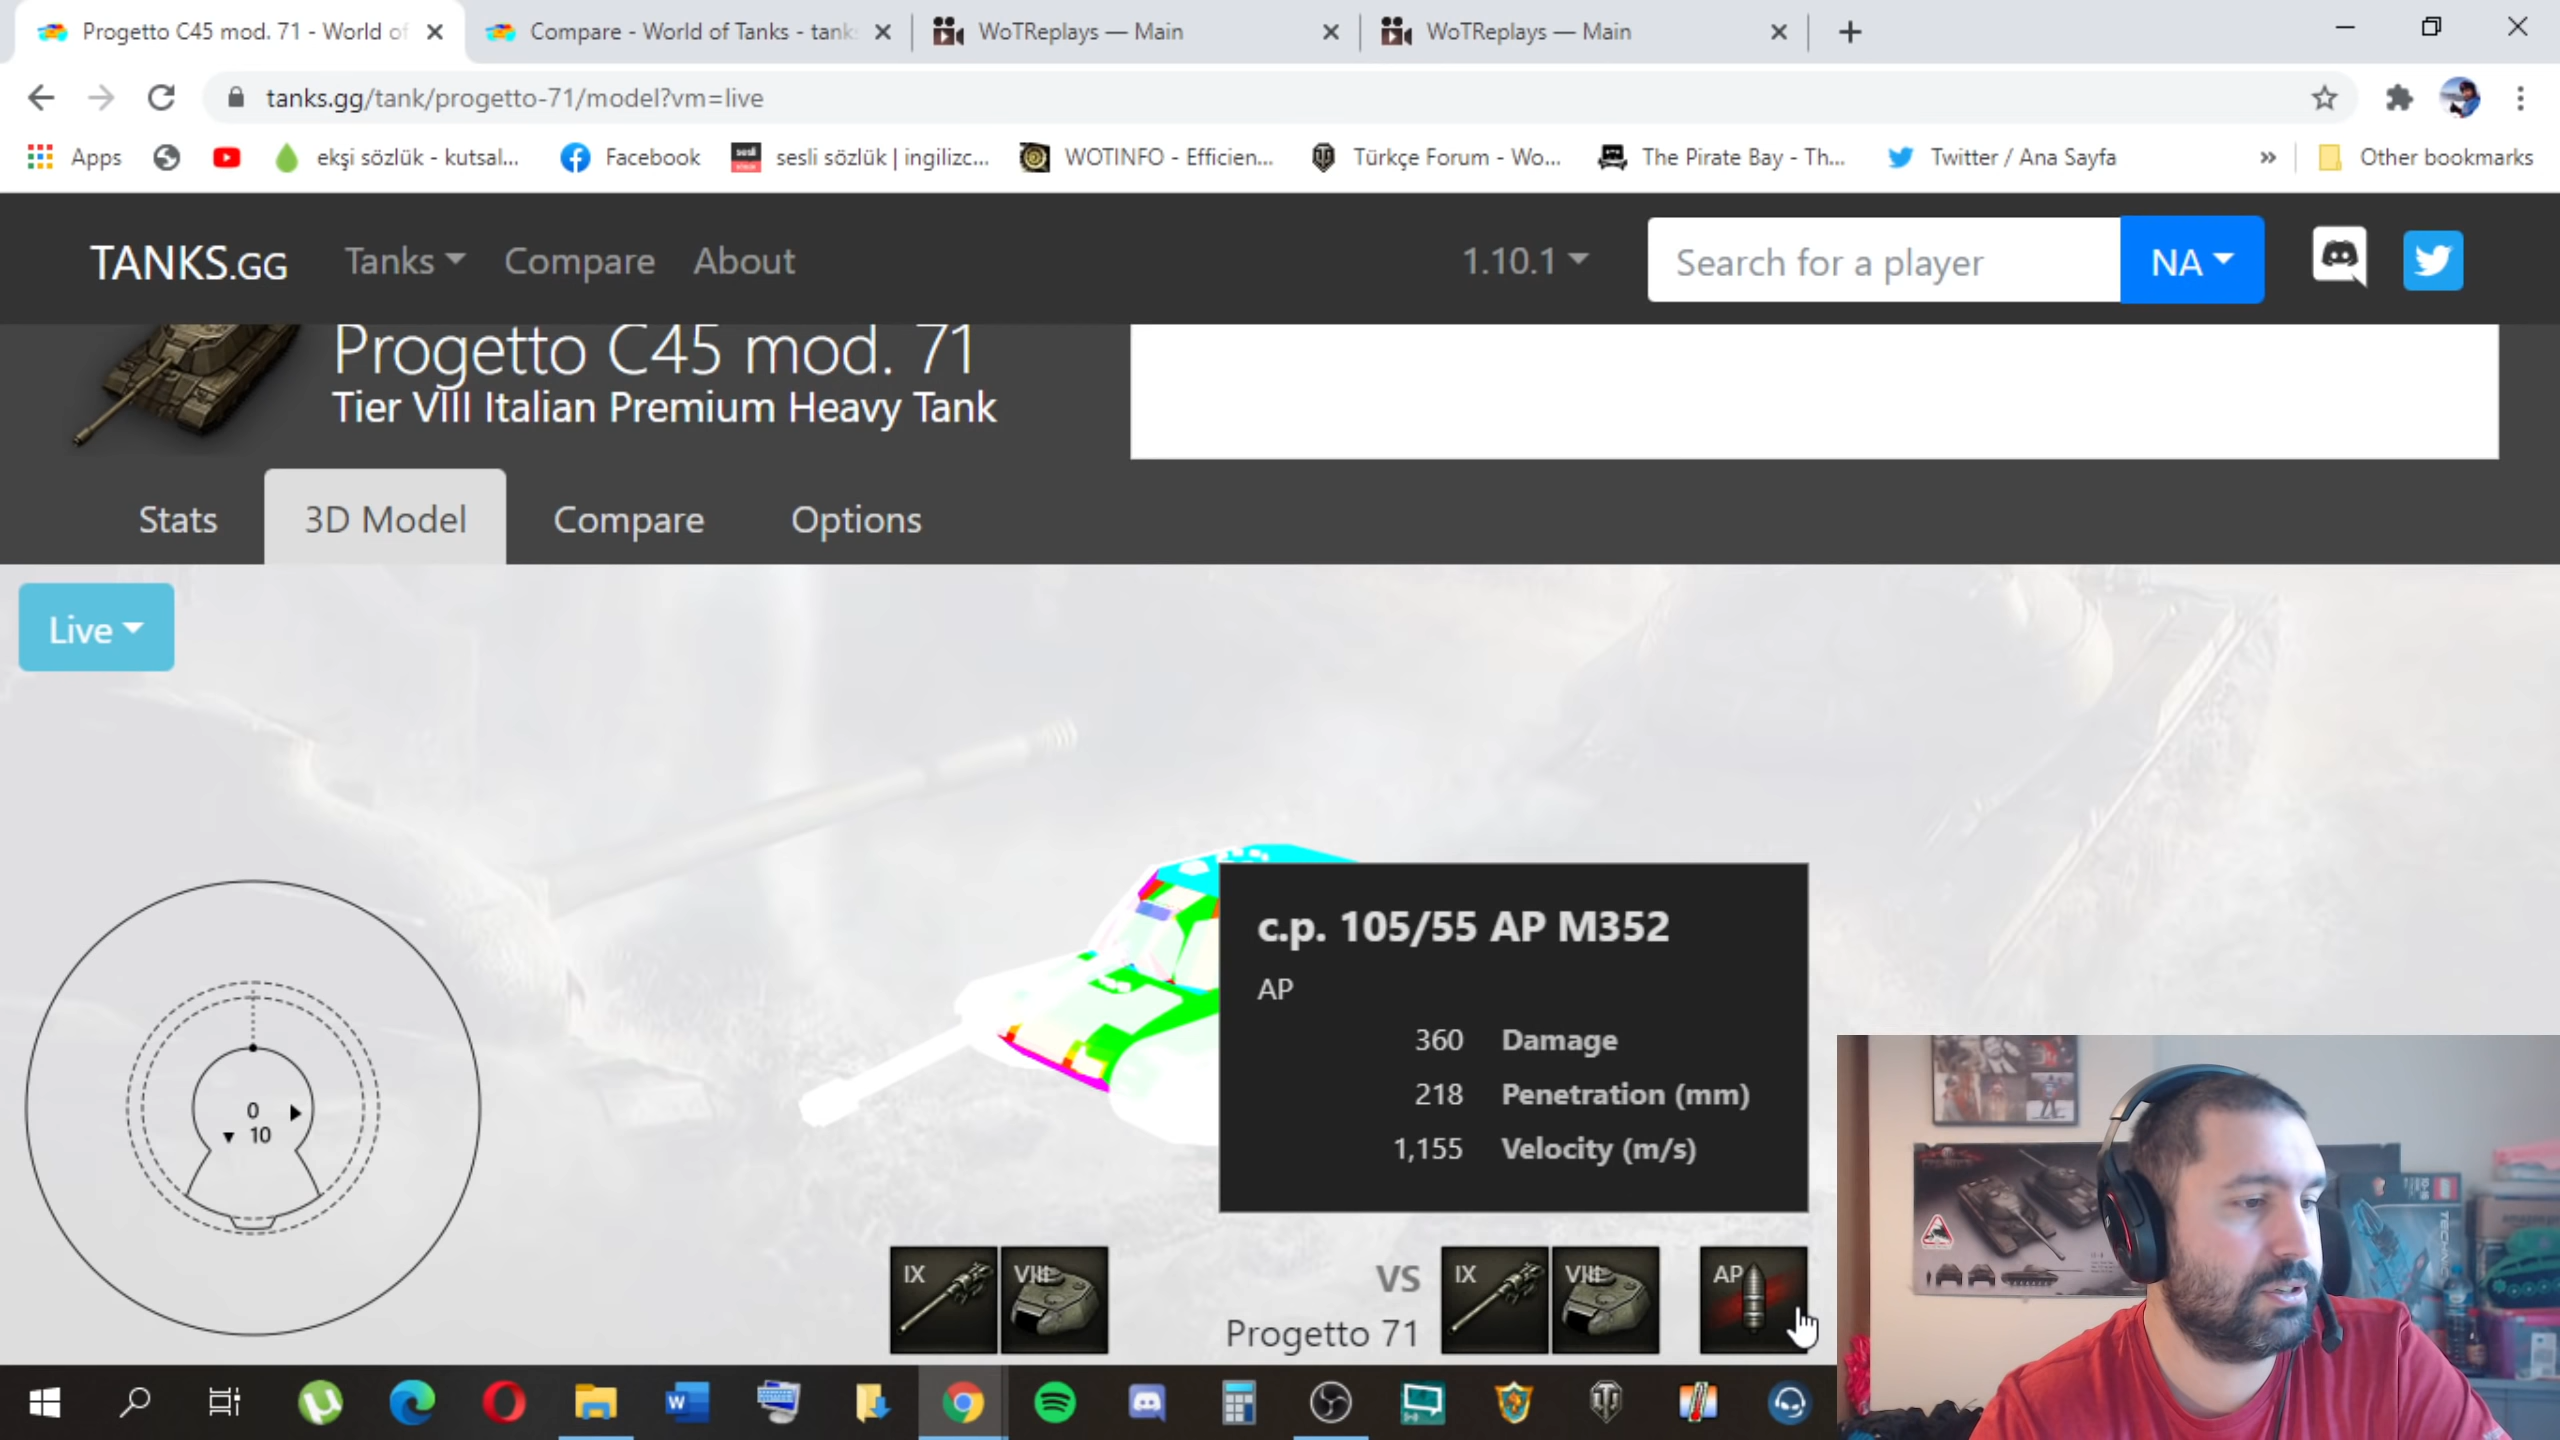 Progetto C45 mod. 71 - World of
Compare - World of Tanks - tank
WoTReplays — Main
WoTReplays — Main
tanks.gg/tank/progetto-71/model?vm=live
Apps
ekşi sözlük - kutsal...
Facebook
sesli sözlük | ingilizc...
WOTINFO - Efficien...
Türkçe Forum - Wo...
The Pirate Bay - Th...
Twitter / Ana Sayfa
»
Other bookmarks
TANKS.GG
Tanks
Compare
About
1.10.1
Search for a player
NA
Progetto C45 mod. 71
Tier VIII Italian Premium Heavy Tank
Stats
3D Model
Compare
Options
Live
c.p. 105/55 AP M352
AP
360 Damage
218 Penetration (mm)
1,155 Velocity (m/s)
0
10
IX
VIII
VS
Progetto 71
IX
VIII
AP